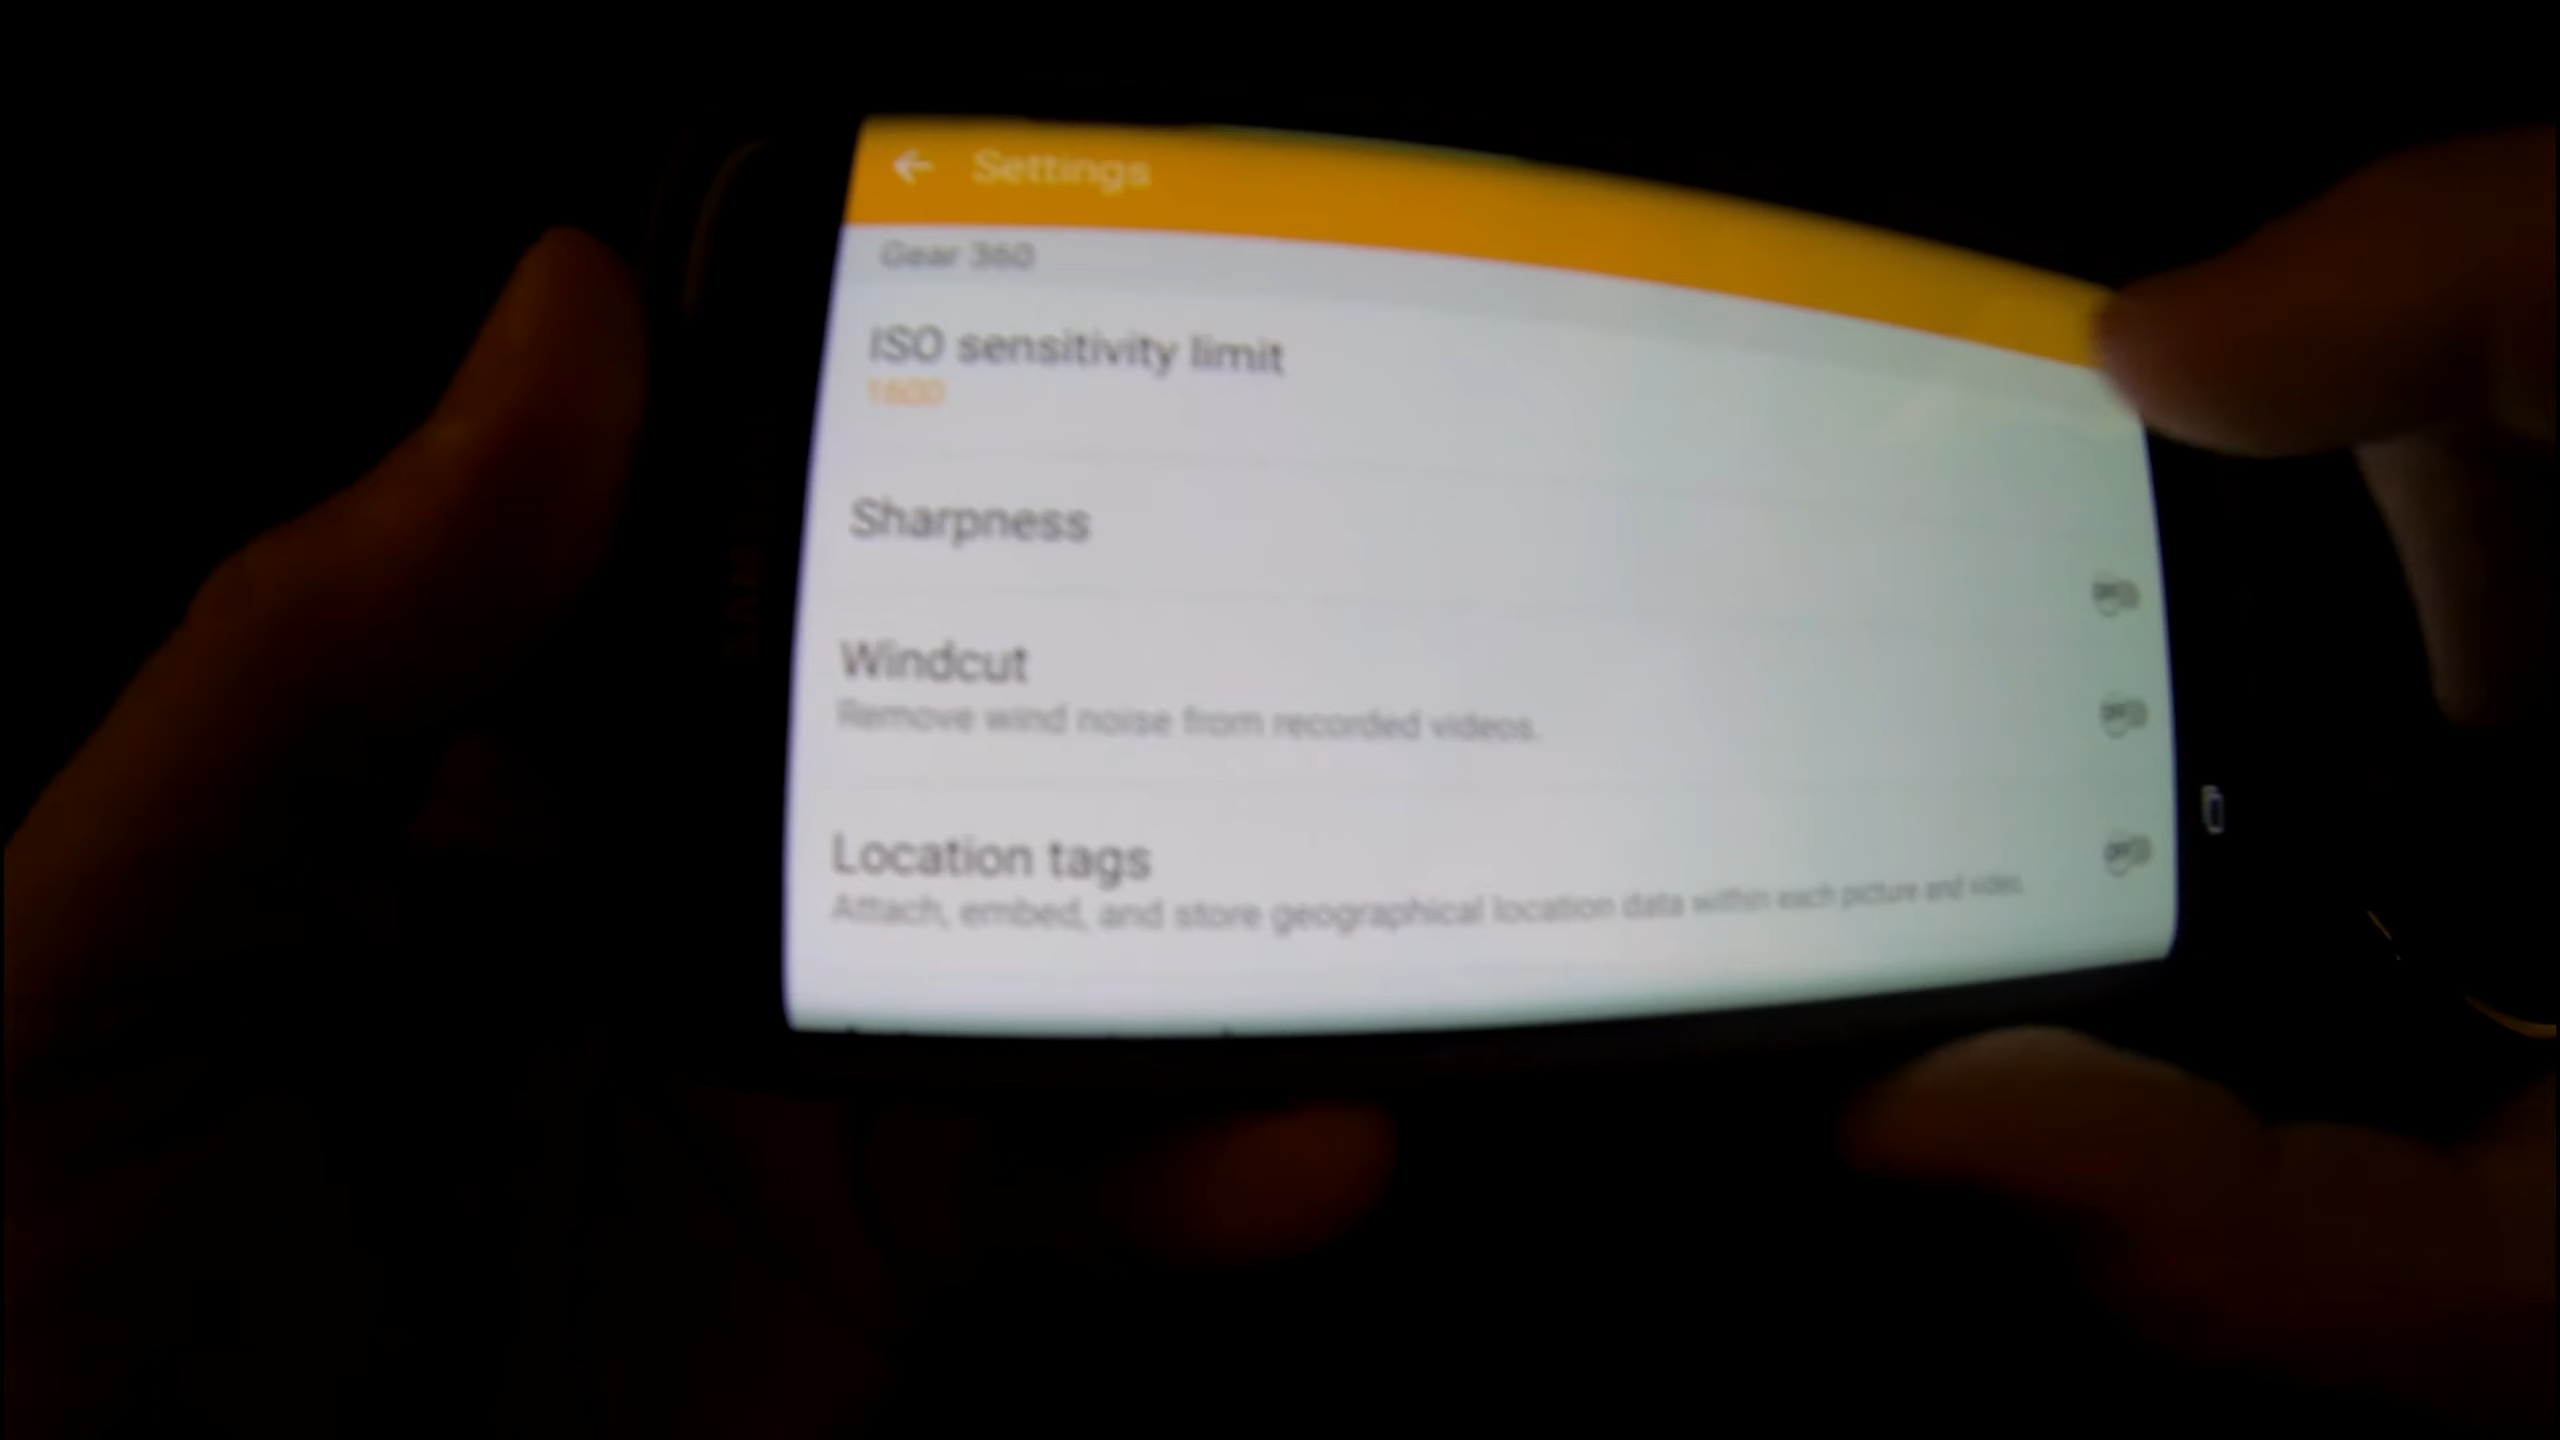 Settings
Gear 360
ISO sensitivity limit
1600
Sharpness
Windcut
Remove wind noise from recorded videos.
Location tags
Attach, embed, and store geographical location data within each picture and video.